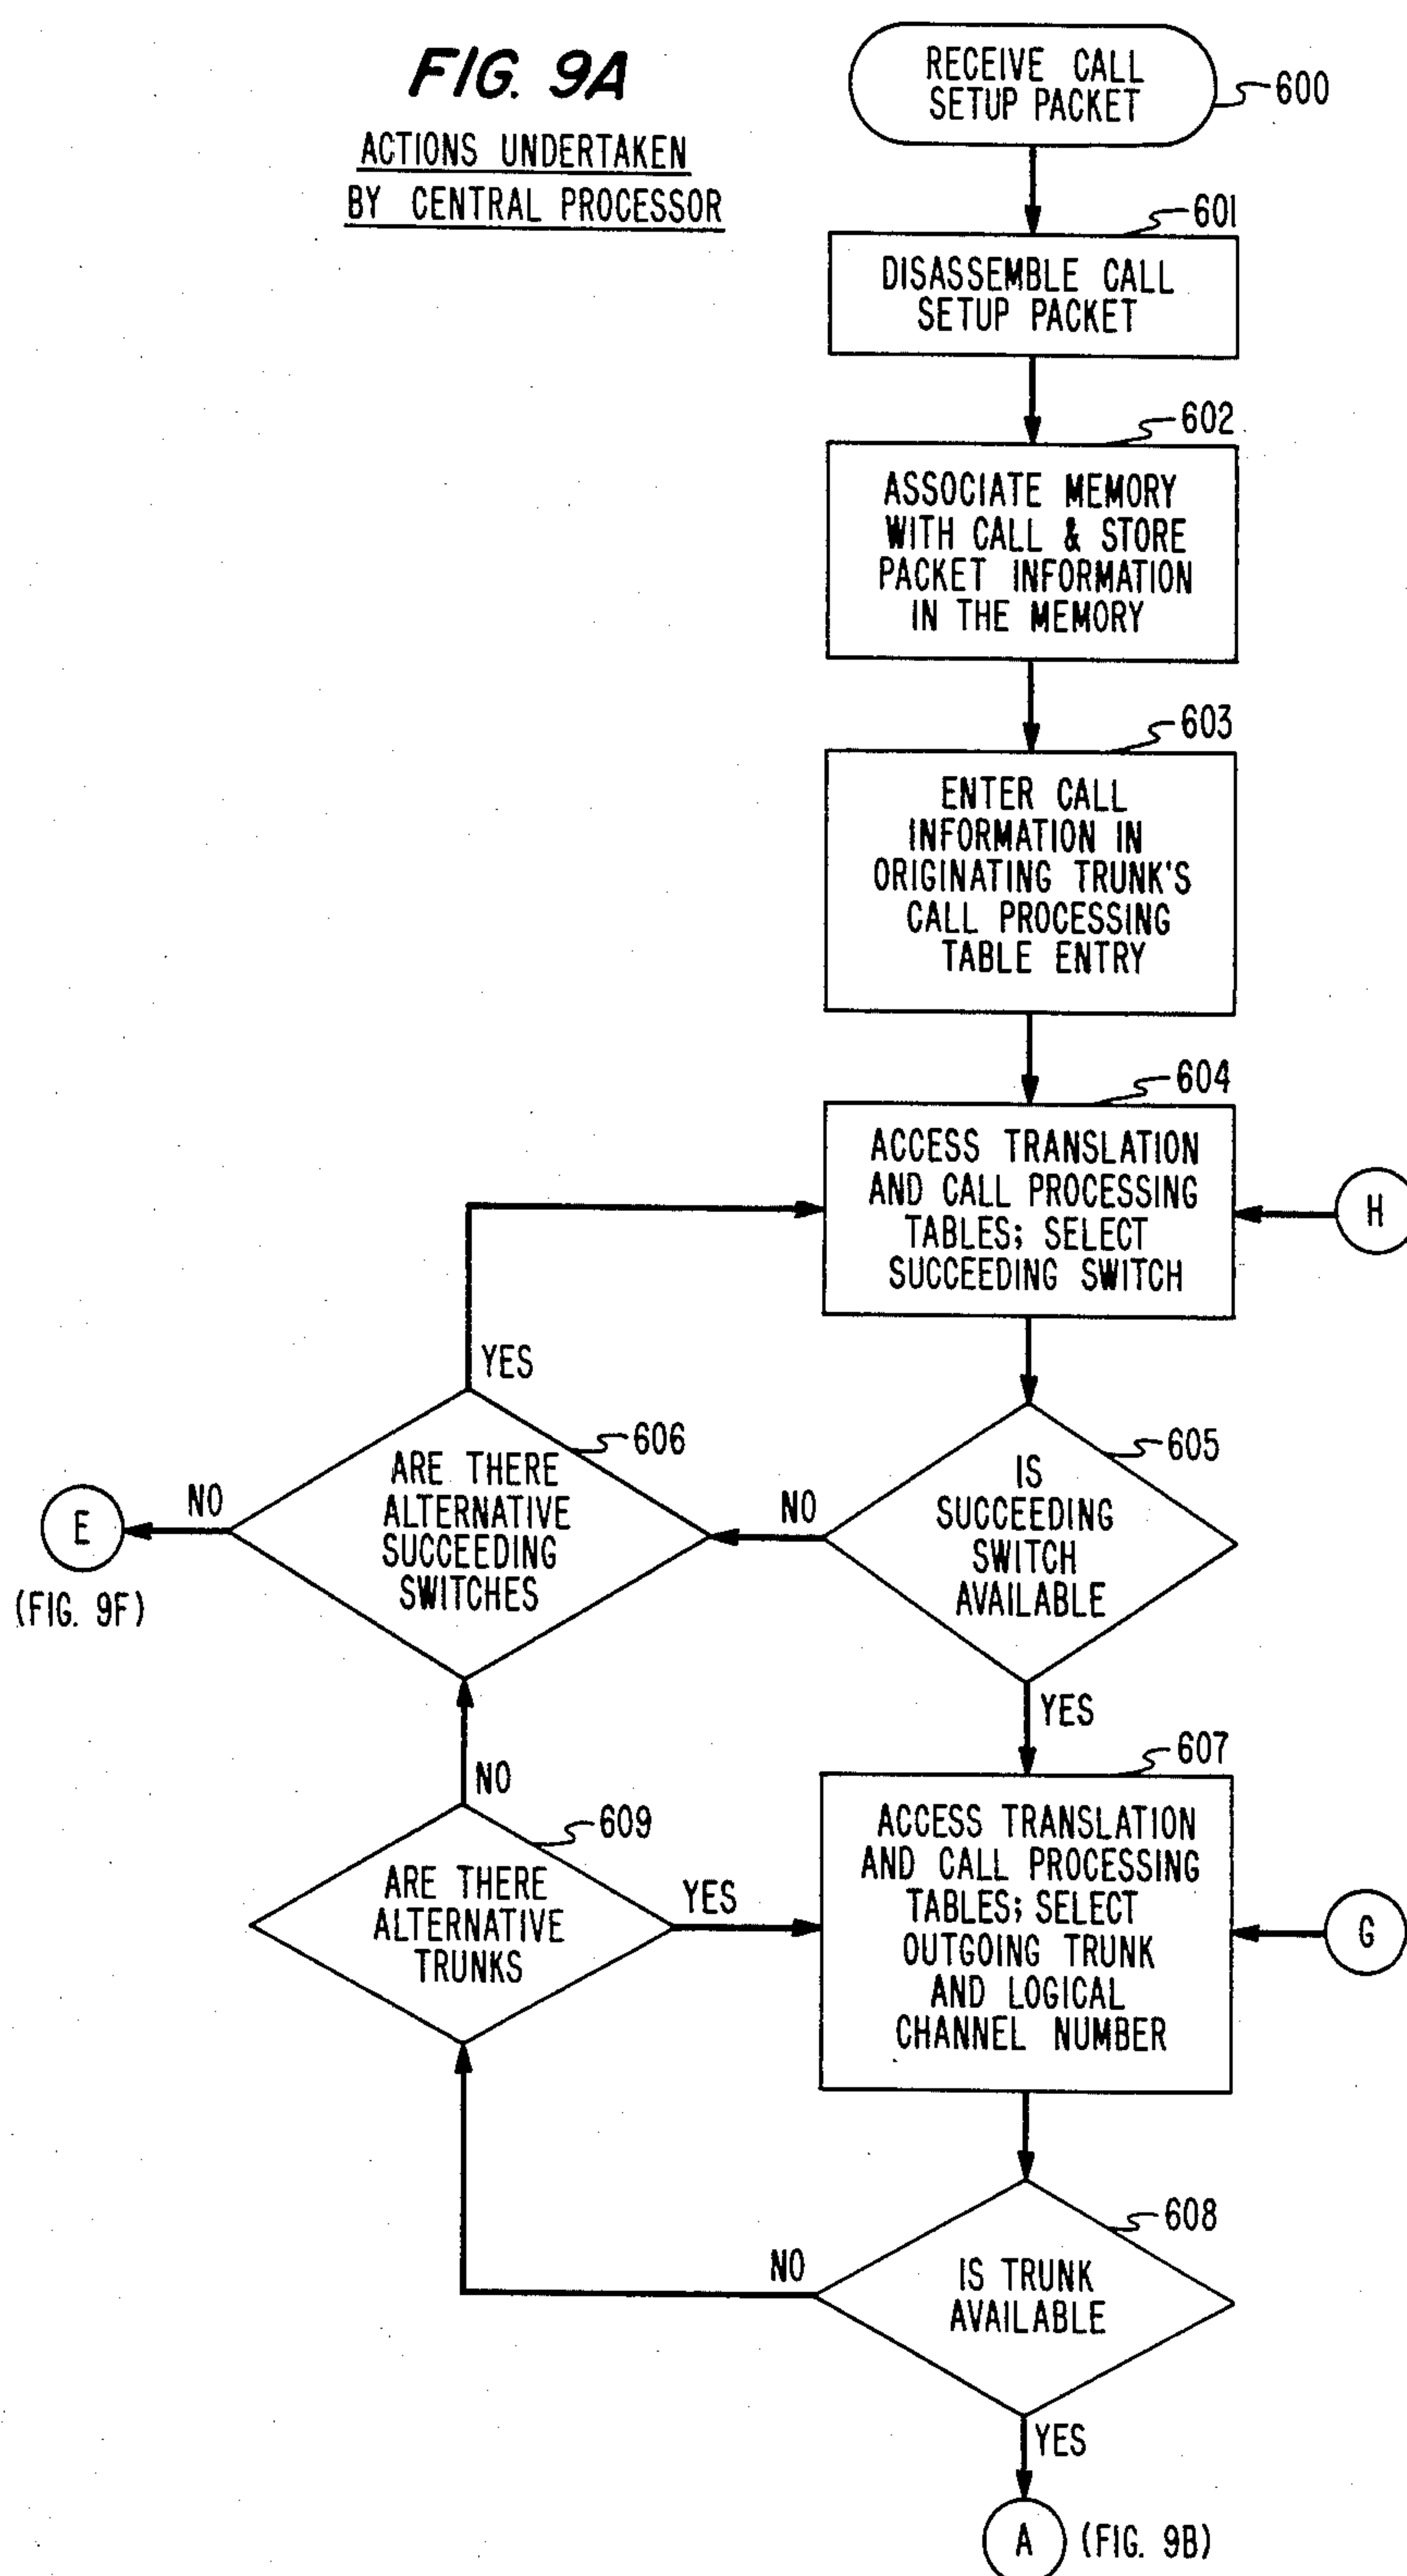 FIG. 9A
ACTIONS UNDERTAKEN
BY CENTRAL PROCESSOR
RECEIVE CALL
SETUP PACKET
600
601
DISASSEMBLE CALL
SETUP PACKET
602
ASSOCIATE MEMORY
WITH CALL & STORE
PACKET INFORMATION
IN THE MEMORY
603
ENTER CALL
INFORMATION IN
ORIGINATING TRUNK'S
CALL PROCESSING
TABLE ENTRY
604
ACCESS TRANSLATION
AND CALL PROCESSING
TABLES; SELECT
SUCCEEDING SWITCH
H
YES
606
ARE THERE
ALTERNATIVE
SUCCEEDING
SWITCHES
NO
E
(FIG. 9F)
NO
605
IS
SUCCEEDING
SWITCH
AVAILABLE
YES
NO
609
ARE THERE
ALTERNATIVE
TRUNKS
YES
607
ACCESS TRANSLATION
AND CALL PROCESSING
TABLES; SELECT
OUTGOING TRUNK
AND LOGICAL
CHANNEL NUMBER
G
608
NO
IS TRUNK
AVAILABLE
YES
A
(FIG. 9B)